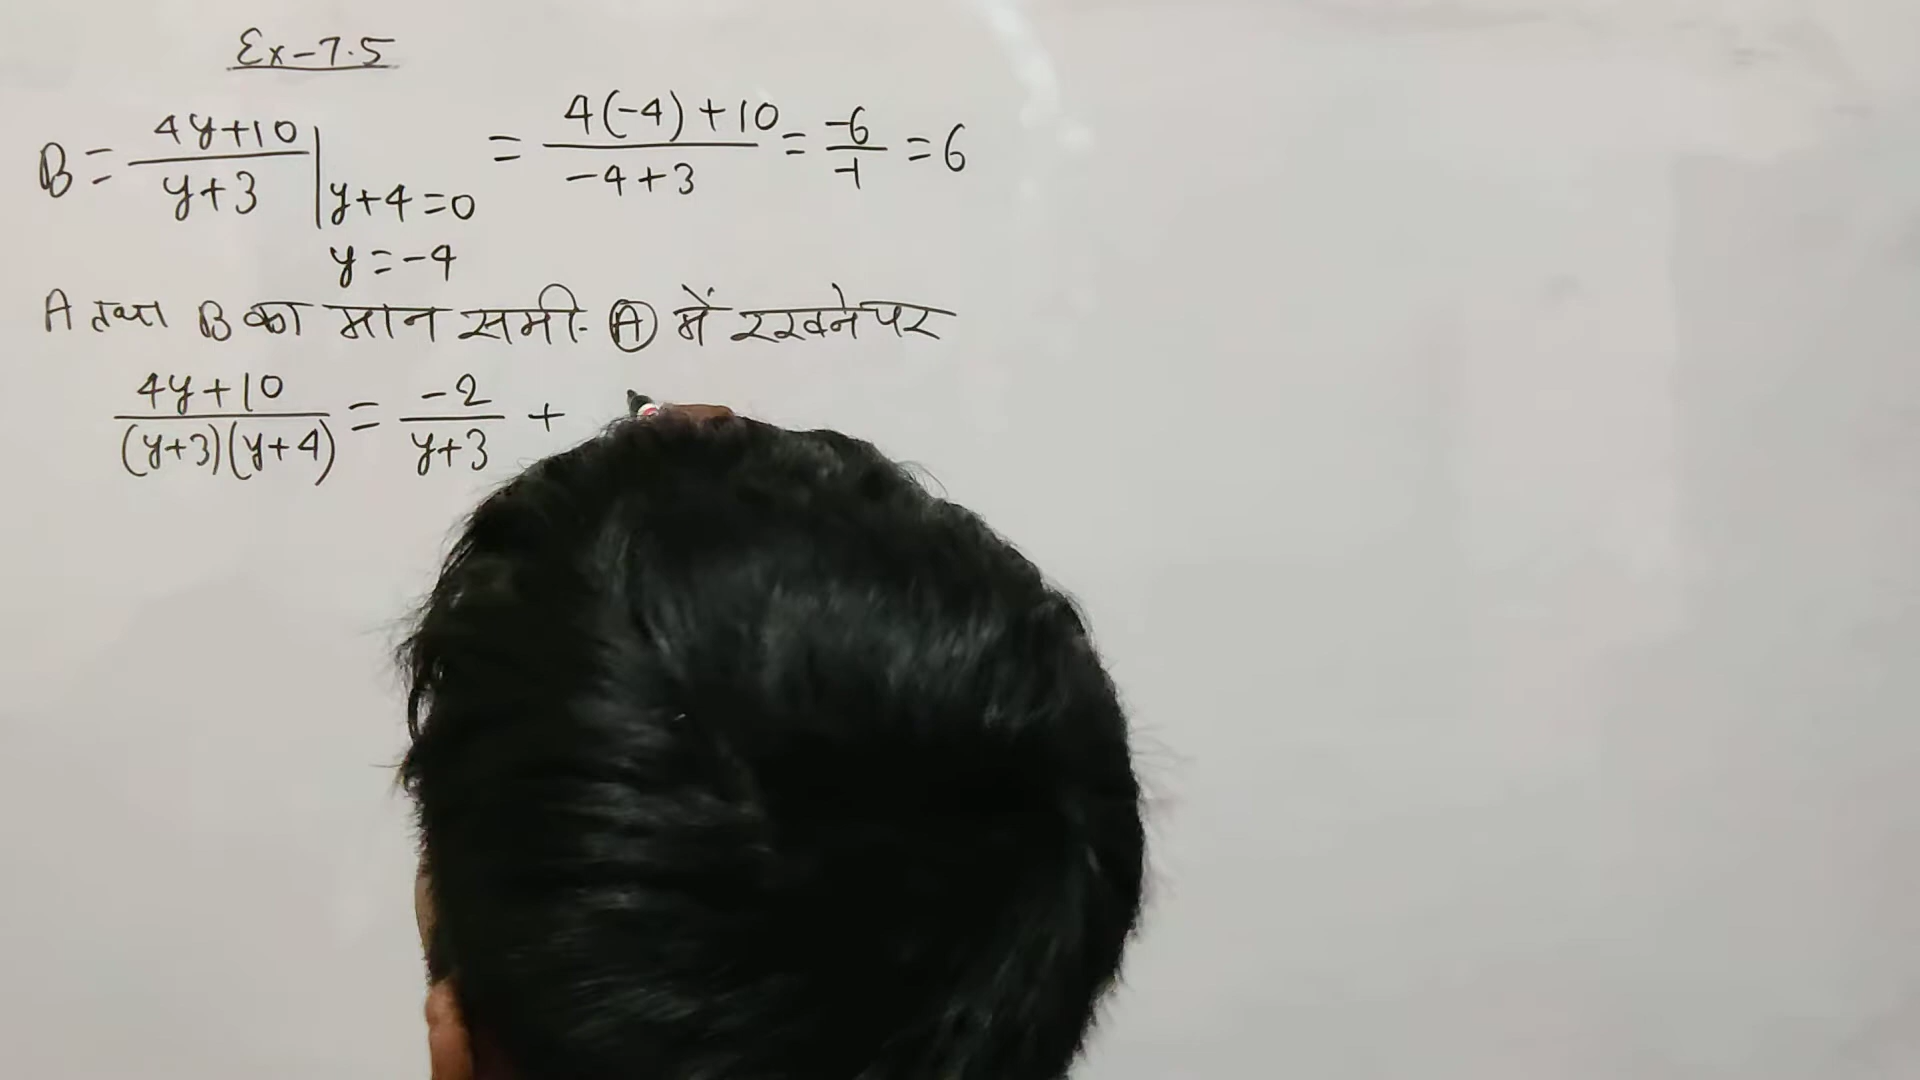 Ex-7.5
B = 4y+10 / y+3 | y+4=0 = 4(-4)+10 / -4+3 = -6 / -1 = 6
y=-4
A तथा B का मान समी. (A) में रखने पर
4y+10 / (y+3)(y+4) = -2 / y+3 +